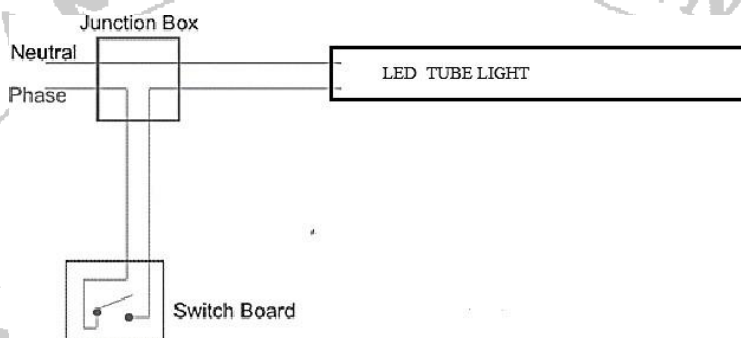 Junction Box
Neutral
LED TUBE LIGHT
Phase
Switch Board